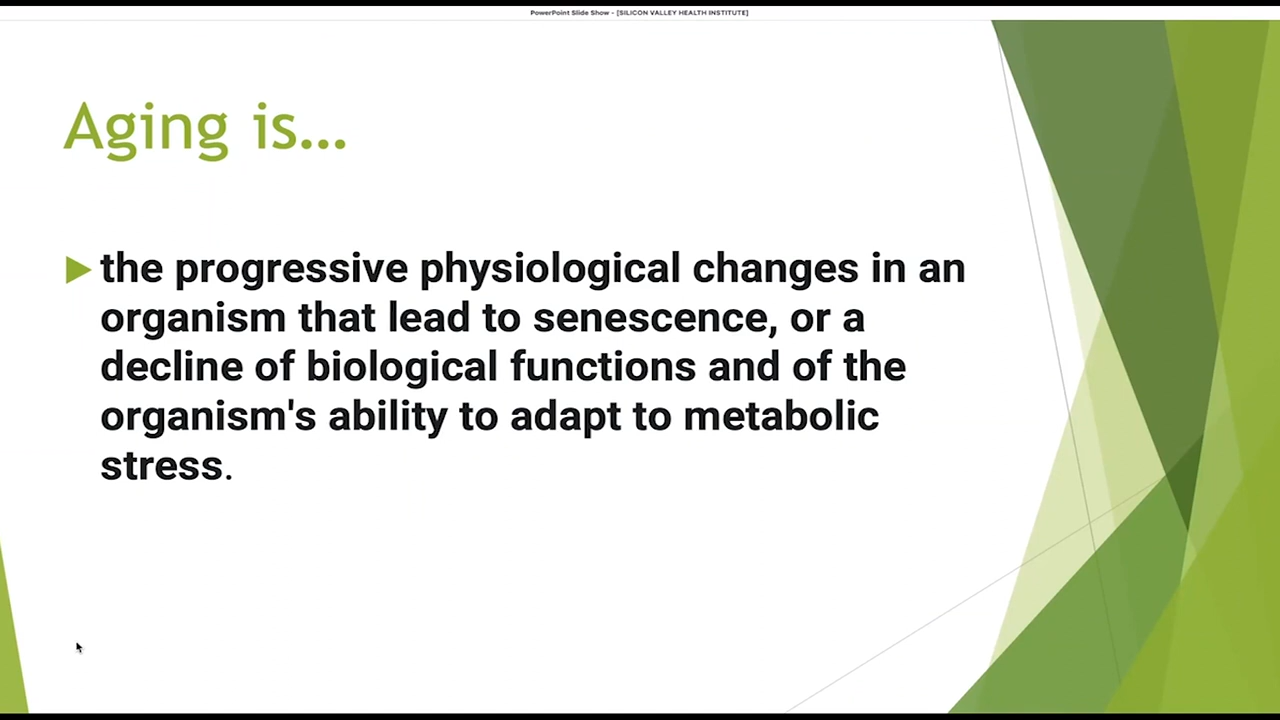 PowerPoint Slide Show - [SILICON VALLEY HEALTH INSTITUTE]
Aging is...
the progressive physiological changes in an
organism that lead to senescence, or a
decline of biological functions and of the
organism's ability to adapt to metabolic
stress.